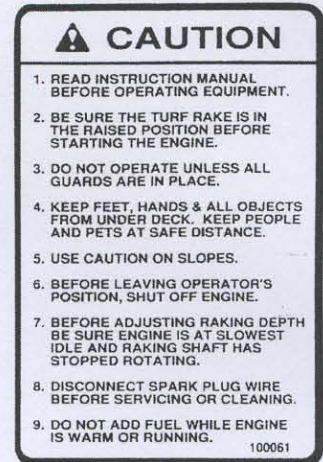 CAUTION
1. READ INSTRUCTION MANUAL
BEFORE OPERATING EQUIPMENT.
2. BE SURE THE TURF RAKE IS IN
THE RAISED POSITION BEFORE
STARTING THE ENGINE.
3. DO NOT OPERATE UNLESS ALL
GUARDS ARE IN PLACE.
4. KEEP FEET, HANDS & ALL OBJECTS
FROM UNDER DECK. KEEP PEOPLE
AND PETS AT SAFE DISTANCE.
5. USE CAUTION ON SLOPES.
6. BEFORE LEAVING OPERATOR'S
POSITION, SHUT OFF ENGINE.
7. BEFORE ADJUSTING RAKING DEPTH
BE SURE ENGINE IS AT SLOWEST
IDLE AND RAKING SHAFT HAS
STOPPED ROTATING.
8. DISCONNECT SPARK PLUG WIRE
BEFORE SERVICING OR CLEANING.
9. DO NOT ADD FUEL WHILE ENGINE
IS WARM OR RUNNING.
100061